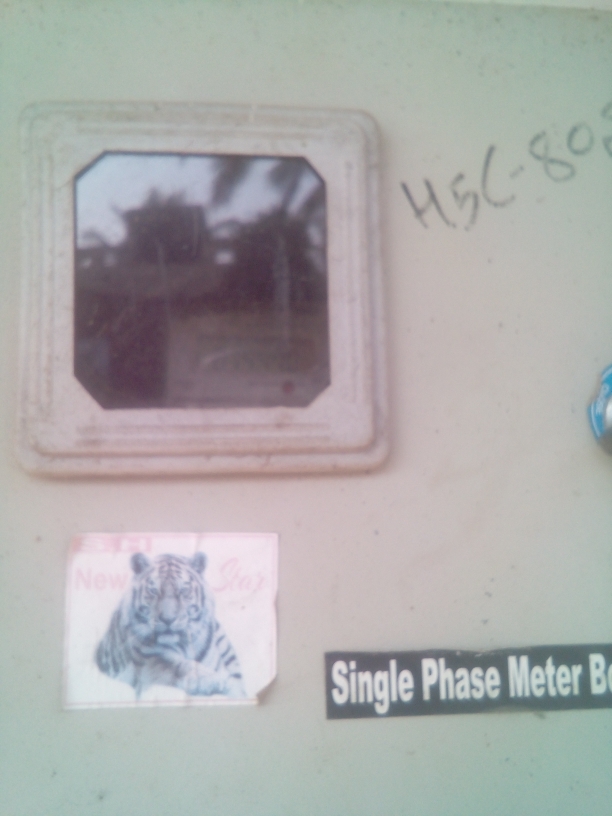 H5C-80
New Star
Single Phase Meter Bo